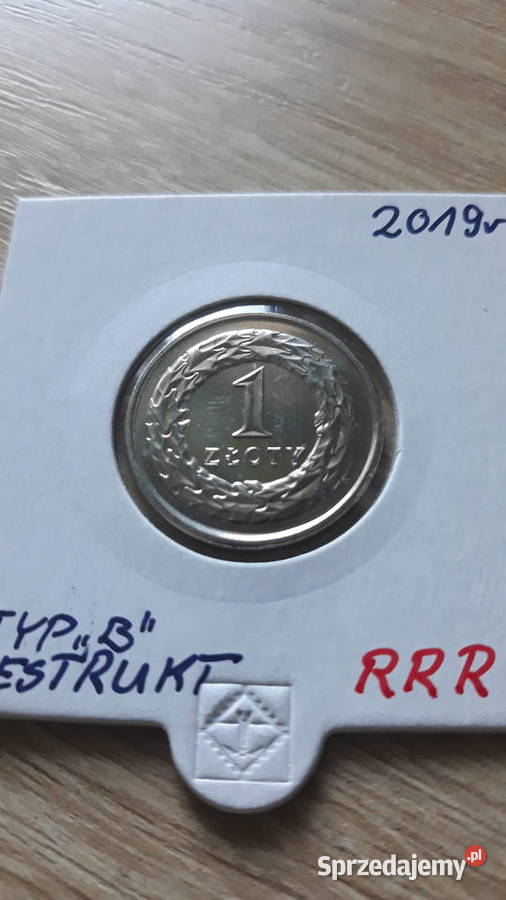 2019r
1
ZŁOTY
TYP „B"
ESTRUKT
RRR
Sprzedajemy.pl